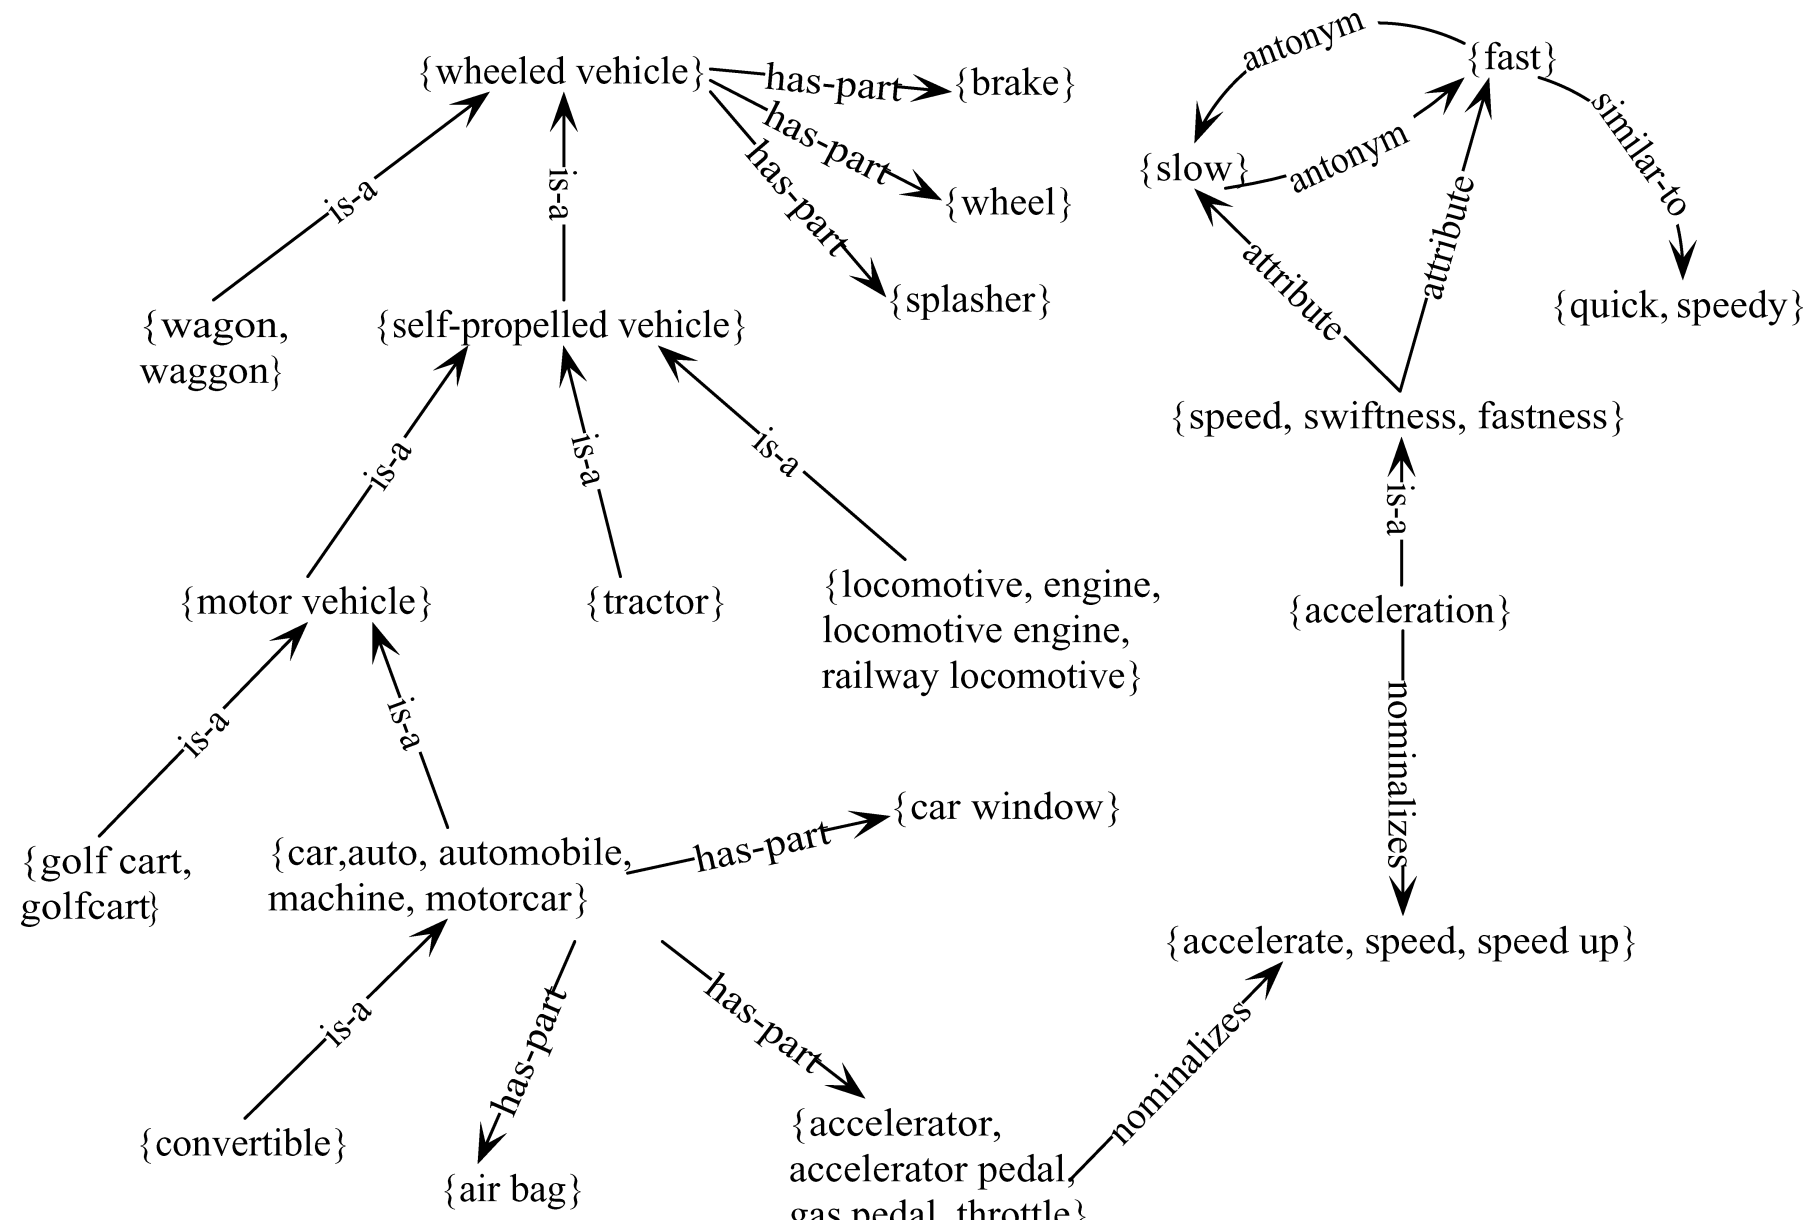 antonym
{fast}
{wheeled vehicle}
has-part
{brake}
has-part
similar-to
antonym
{slow}
has-part
is-a
is-a
{wheel}
attribute
attribute
{splasher}
{quick, speedy}
{wagon,
waggon}
{self-propelled vehicle}
{speed, swiftness, fastness}
is-a
is-a
is-a
is-a
{motor vehicle}
{tractor}
{locomotive, engine,
locomotive engine,
railway locomotive}
{acceleration}
is-a
is-a
nominalizes
{car window}
has-part
{golf cart,
golfcart}
{car,auto, automobile,
machine, motorcar}
{accelerate, speed, speed up}
is-a
has-part
has-part
nominalizes
{convertible}
{air bag}
{accelerator,
accelerator pedal,
gas pedal, throttle}